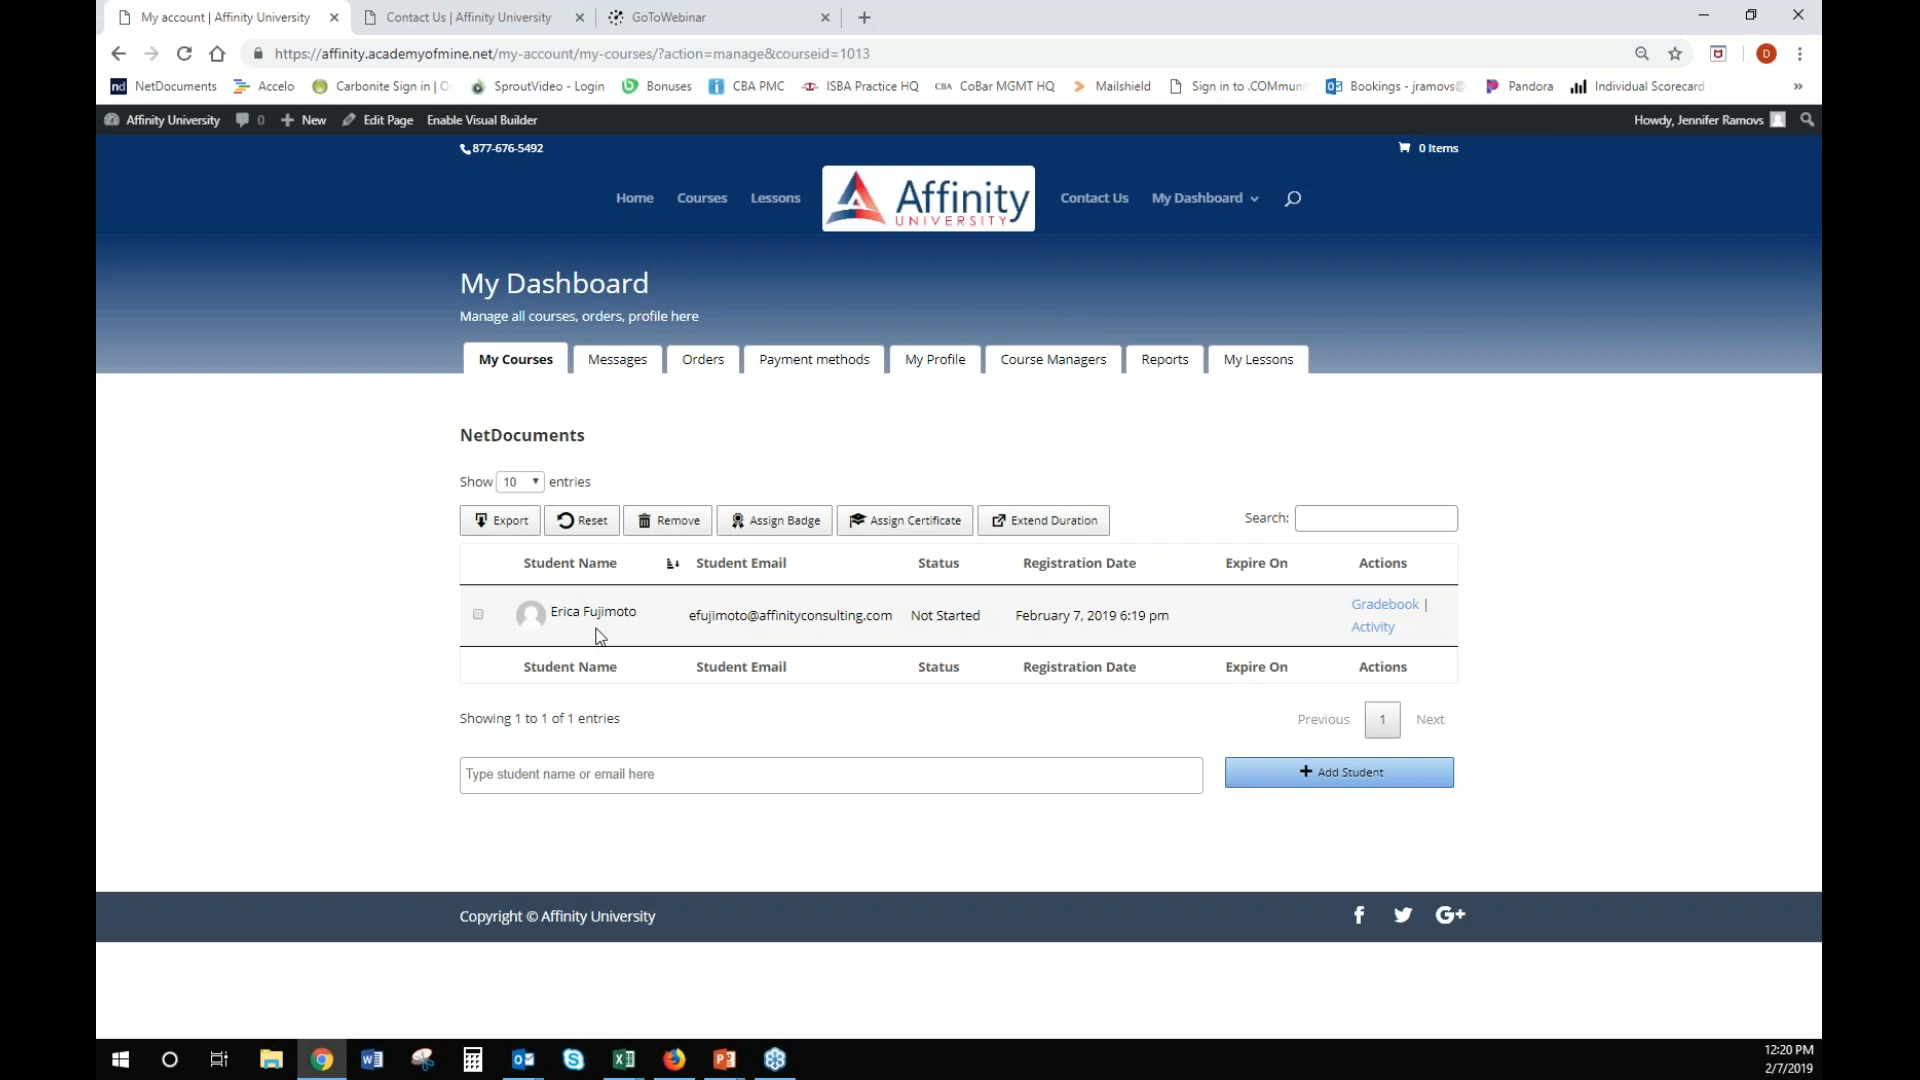 My account | Affinity University
Contact Us | Affinity University
GoToWebinar
https://affinity.academyofmine.net/my-account/my-courses/?action=manage&courseid=1013
D
nd NetDocuments
Accelo
Carbonite Sign in | O
SproutVideo - Login
Bonuses
CBA PMC
ISBA Practice HQ
CBA CoBar MGMT HQ
Mailshield
Sign in to .COMmuni
Bookings - jramovs@
Pandora
Individual Scorecard
»
Affinity University
0
New
Edit Page
Enable Visual Builder
Howdy, Jennifer Ramovs
877-676-5492
0 Items
Home
Courses
Lessons
Affinity
UNIVERSITY
Contact Us
My Dashboard
My Dashboard
Manage all courses, orders, profile here
My Courses
Messages
Orders
Payment methods
My Profile
Course Managers
Reports
My Lessons
NetDocuments
Show 10 entries
Export
Reset
Remove
Assign Badge
Assign Certificate
Extend Duration
Search:
Student Name Student Email Status Registration Date Expire On Actions
Erica Fujimoto efujimoto@affinityconsulting.com Not Started February 7, 2019 6:19 pm Gradebook |
Activity
Student Name Student Email Status Registration Date Expire On Actions
Showing 1 to 1 of 1 entries
Previous 1 Next
Type student name or email here
+ Add Student
Copyright © Affinity University
f
G+
12:20 PM
2/7/2019